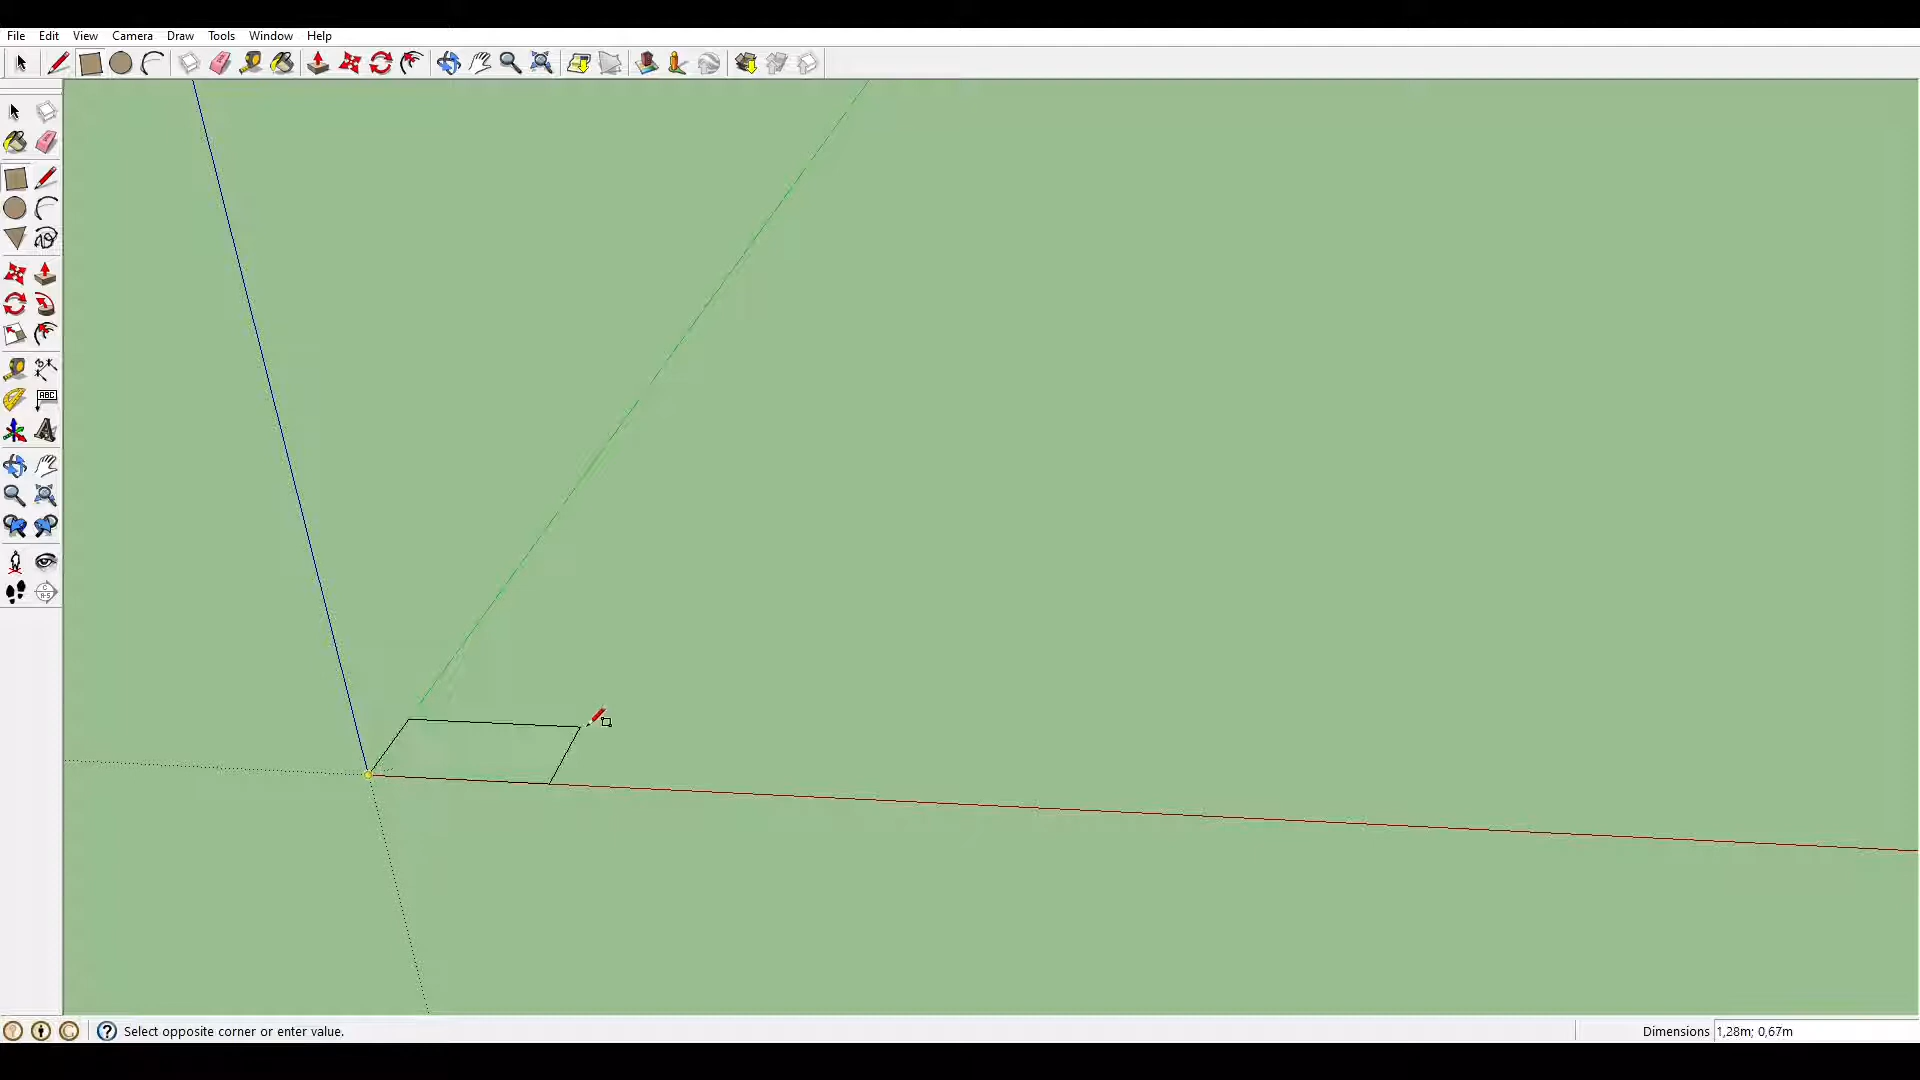 File Edit View Camera Draw Tools Window Help
ABC
A
Select opposite corner or enter value.
Dimensions 1,28m; 0,67m